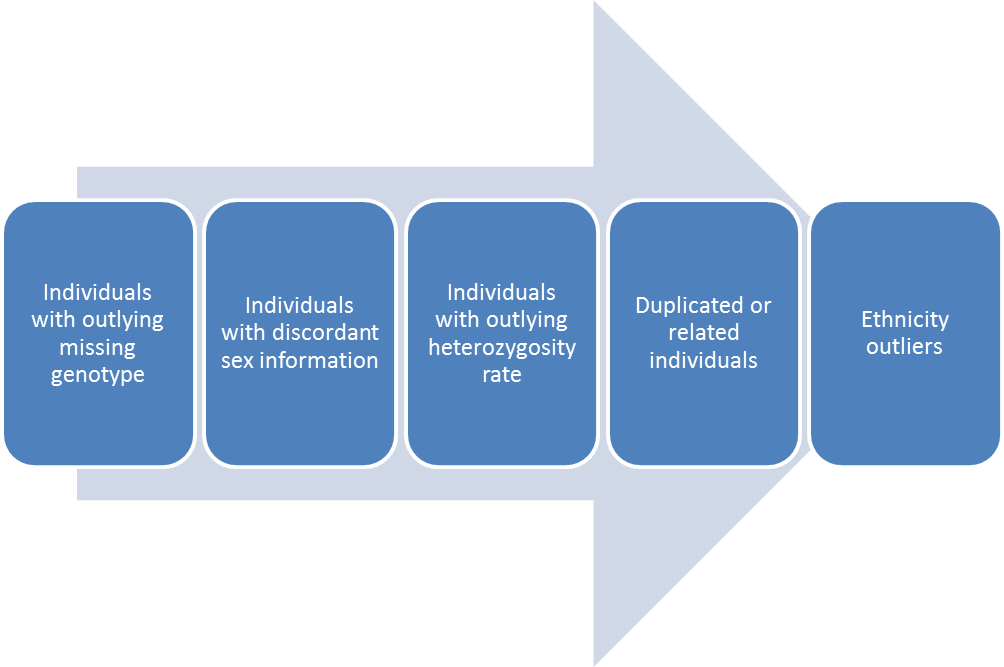 Individuals
with outlying
missing
genotype
Individuals
with discordant
sex information
Individuals
with outlying
heterozygosity
rate
Duplicated or
related
individuals
Ethnicity
outliers